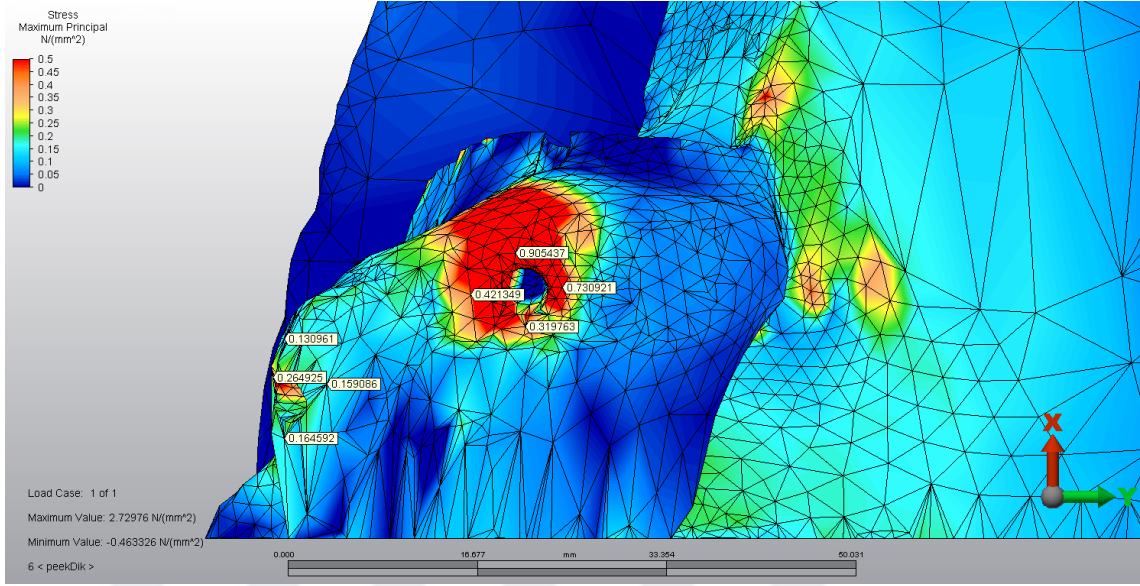 Stress
Maximum Principal
N/(mm^2)
0.5
0.45
0.4
0.35
0.3
0.25
0.2
0.15
0.1
0.05
0
0.905437
0.421349
0.730921
0.319763
0.130961
0.264925
0.159086
0.164592
X
Y
Load Case: 1 of 1
Maximum Value: 2.72976 N/(mm^2)
Minimum Value: -0.463326 N/(mm^2)
0.000 16.677 mm 33.354 50.031
6 < peekDik >